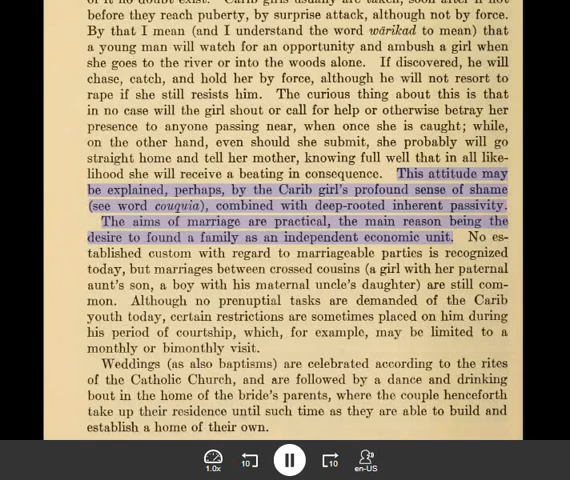 of it no doubt exist. Carib girls usually are taken, soon after if not
before they reach puberty, by surprise attack, although not by force.
By that I mean (and I understand the word wārikad to mean) that
a young man will watch for an opportunity and ambush a girl when
she goes to the river or into the woods alone. If discovered, he will
chase, catch, and hold her by force, although he will not resort to
rape if she still resists him. The curious thing about this is that
in no case will the girl shout or call for help or otherwise betray her
presence to anyone passing near, when once she is caught; while,
on the other hand, even should she submit, she probably will go
straight home and tell her mother, knowing full well that in all like-
lihood she will receive a beating in consequence. This attitude may
be explained, perhaps, by the Carib girl's profound sense of shame
(see word couquia), combined with deep-rooted inherent passivity.
The aims of marriage are practical, the main reason being the
desire to found a family as an independent economic unit. No es-
tablished custom with regard to marriageable parties is recognized
today, but marriages between crossed cousins (a girl with her paternal
aunt's son, a boy with his maternal uncle's daughter) are still com-
mon. Although no prenuptial tasks are demanded of the Carib
youth today, certain restrictions are sometimes placed on him during
his period of courtship, which, for example, may be limited to a
monthly or bimonthly visit.
Weddings (as also baptisms) are celebrated according to the rites
of the Catholic Church, and are followed by a dance and drinking
bout in the home of the bride's parents, where the couple henceforth
take up their residence until such time as they are able to build and
establish a home of their own.
1.0x 10 10 en-US